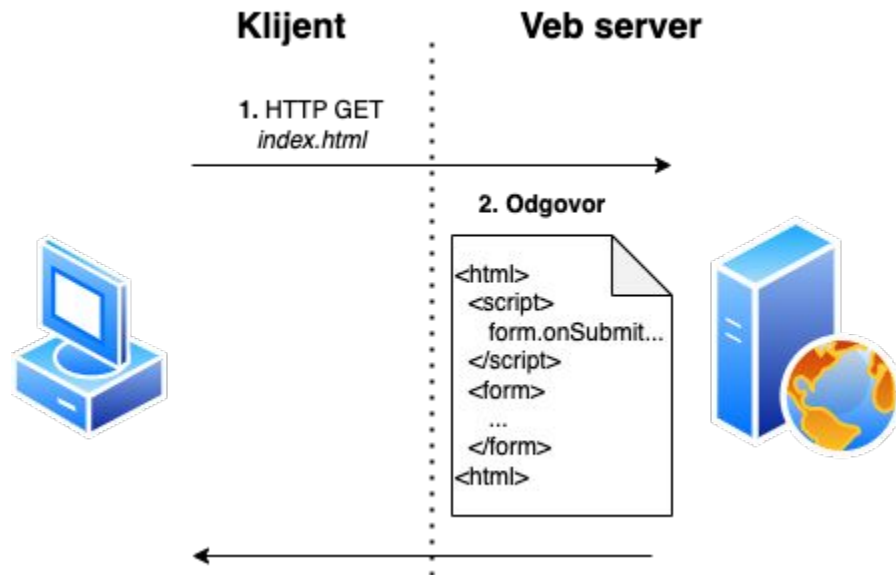 Klijent
Veb server
1. HTTP GET
index.html
2. Odgovor
<html>
<script>
form.onSubmit...
</script>
<form>
...
</form>
<html>